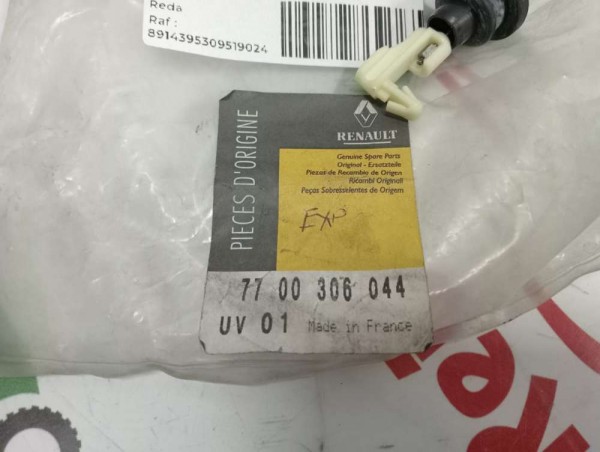 Reda
Raf :
8914395309519024
PIECES D'ORIGINE
RENAULT
Genuine Spare Parts
Original - Ersatzteile
Piezas de Recambio de Origen
Ricambi Originali
Peças Sobresselentes de Origem
EXP
77 00 306 044
UV 01 Made in France